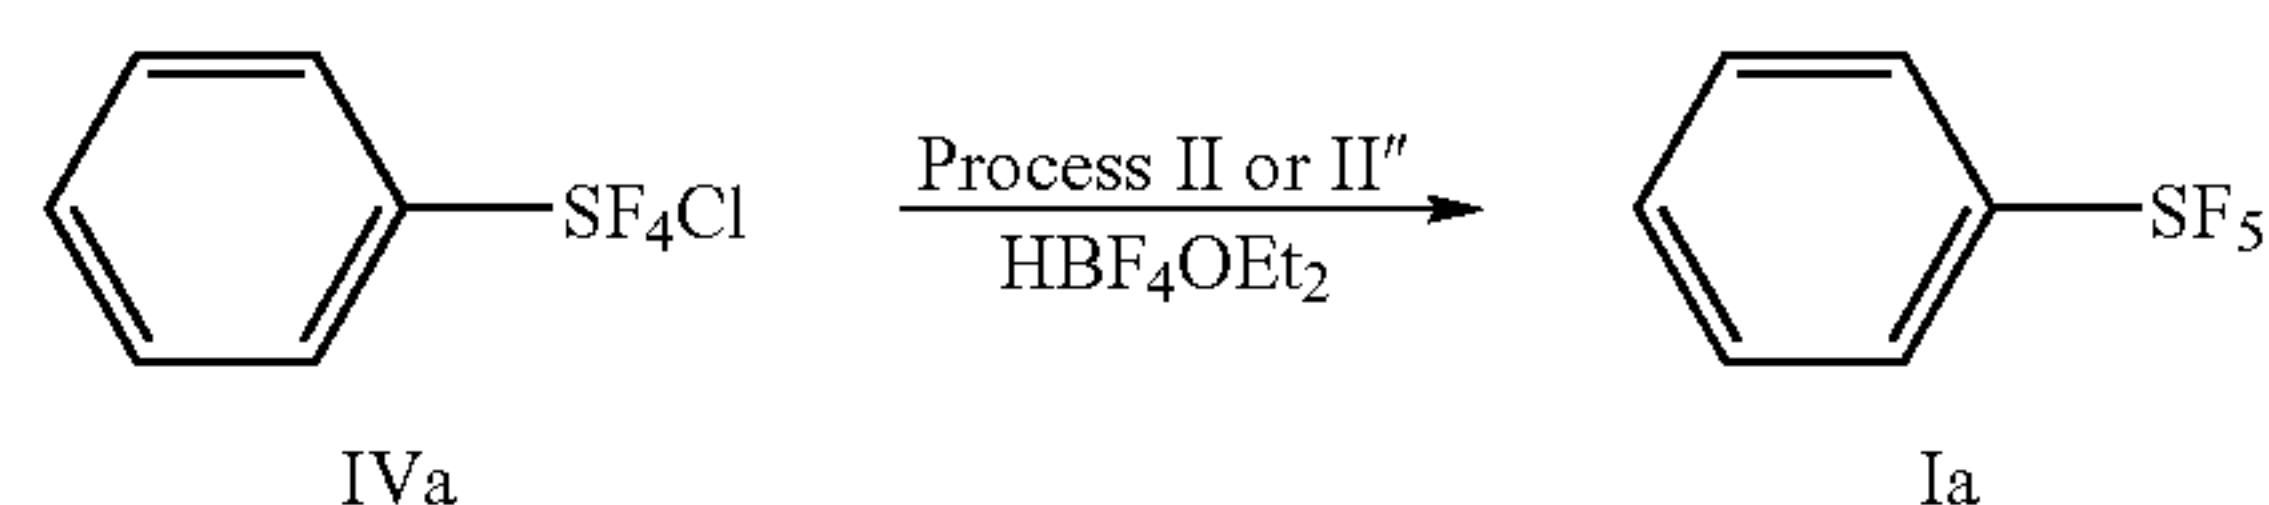 Process II or II″
SF₄Cl
SF₅
HBF₄OEt₂
IVa
Ia